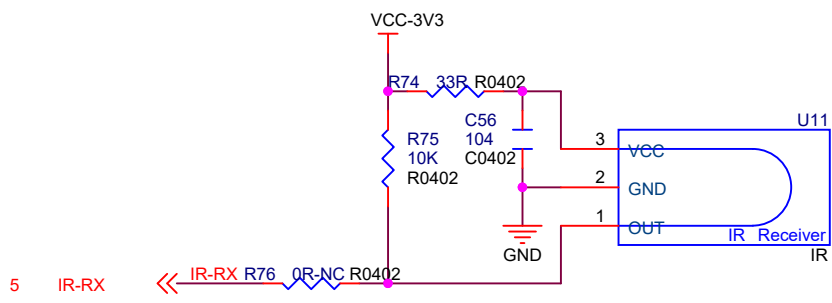 VCC-3V3
R74 33R R0402
C56
104
C0402
R75
10K
R0402
U11
3 VCC
2 GND
1 OUT
IR Receiver
IR
GND
5 IR-RX IR-RX R76 0R-NC R0402